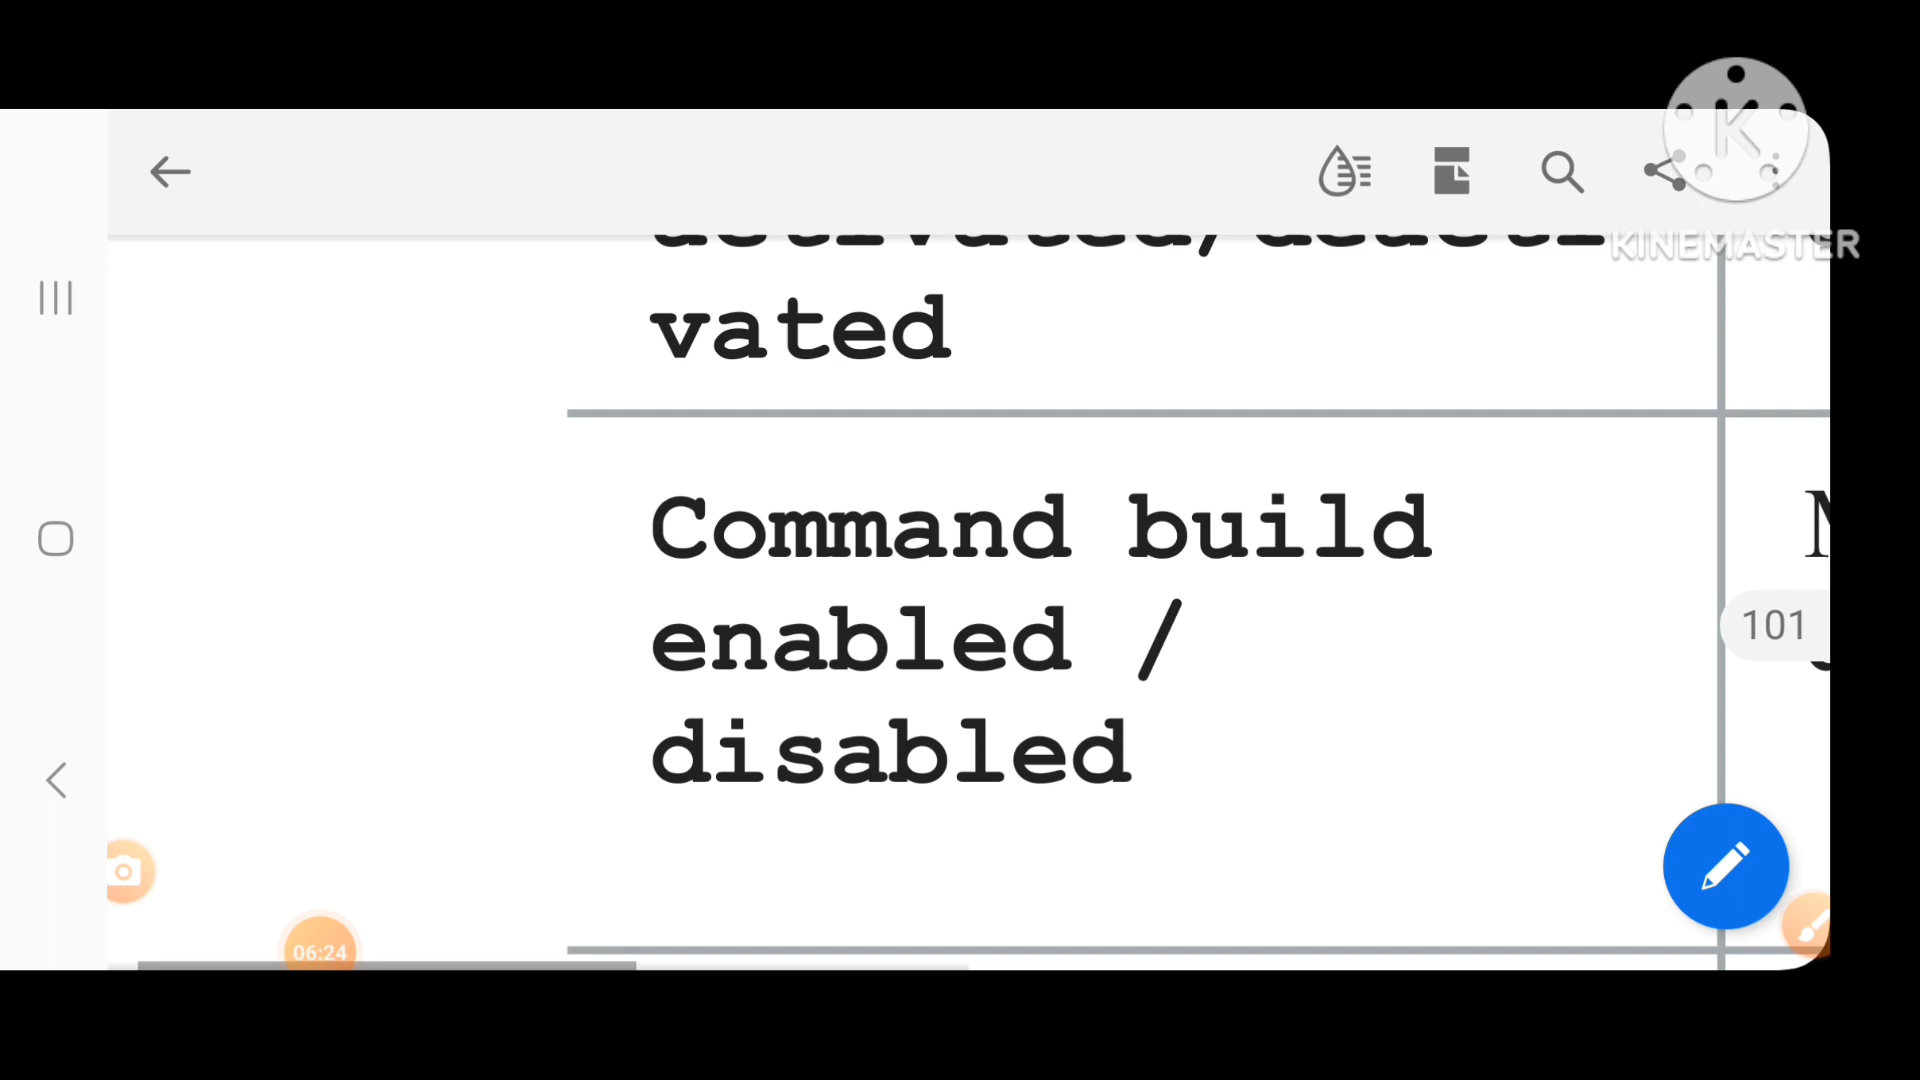 K
KINEMASTER
vated
Command build
enabled /
disabled
101
06:24